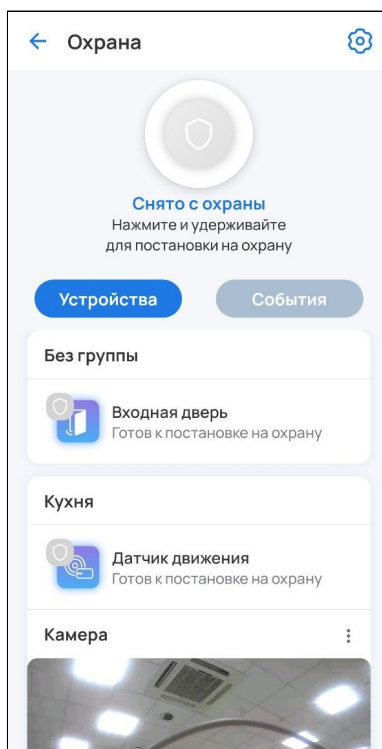 Охрана
Снято с охраны
Нажмите и удерживайте
для постановки на охрану
Устройства
События
Без группы
Входная дверь
Готов к постановке на охрану
Кухня
Датчик движения
Готов к постановке на охрану
Камера